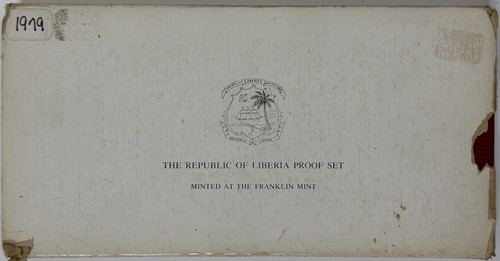 1979
THE REPUBLIC OF LIBERIA PROOF SET
MINTED AT THE FRANKLIN MINT